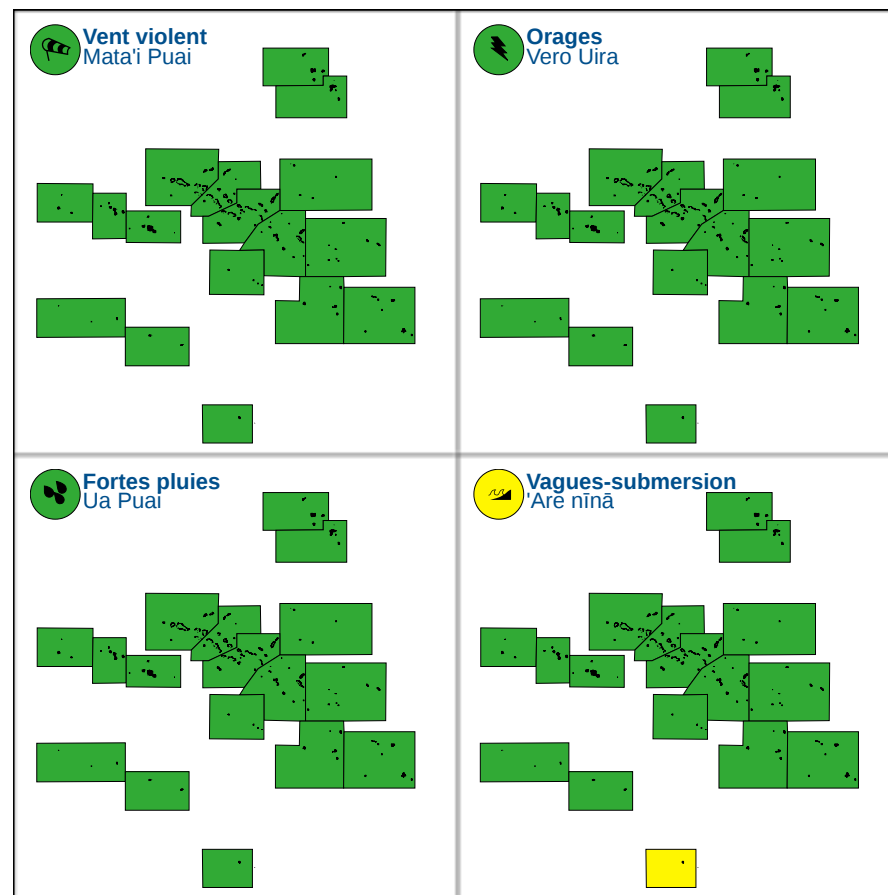 Vent violent
Mata'i Puai
Orages
Vero Uira
Fortes pluies
Ua Puai
Vagues-submersion
'Are nīnā